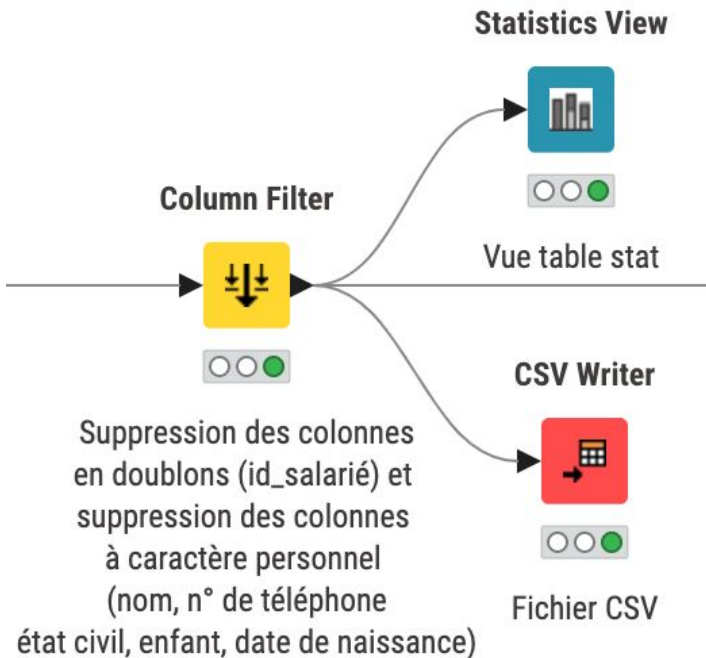 Statistics View
Column Filter
Vue table stat
CSV Writer
Suppression des colonnes
en doublons (id_salarié) et
suppression des colonnes
à caractère personnel
(nom, n° de téléphone
état civil, enfant, date de naissance)
Fichier CSV